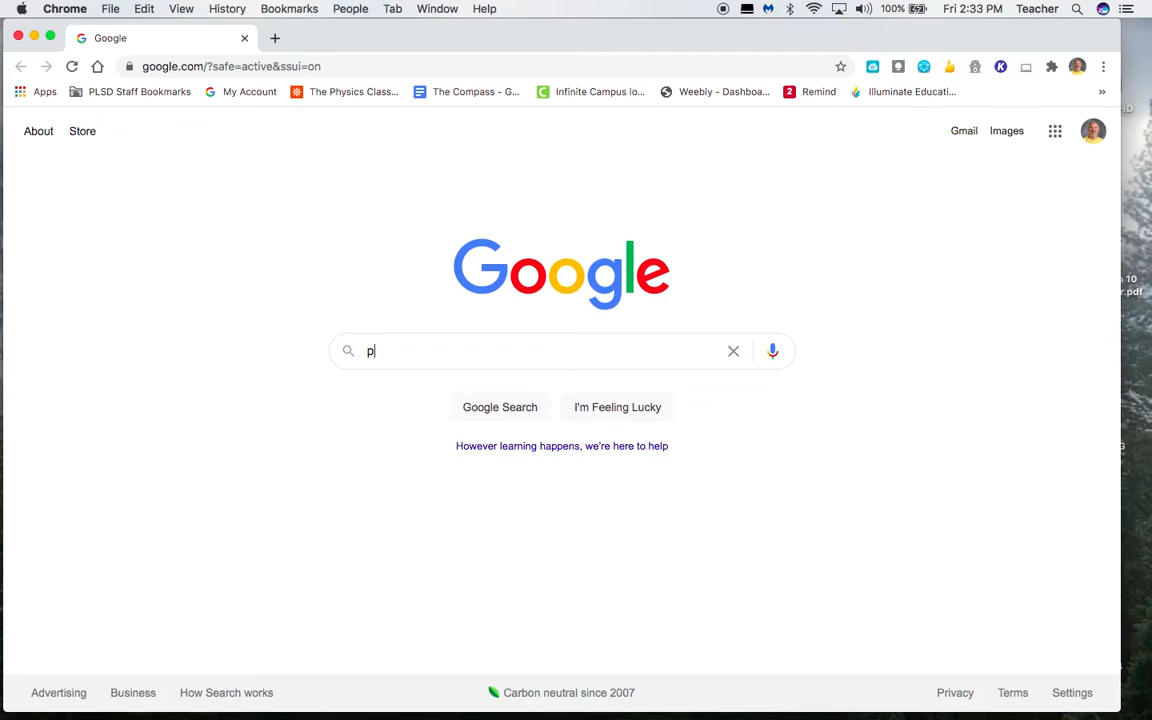 Chrome File Edit View History Bookmarks People Tab Window Help 100% Fri 2:33 PM Teacher
Google
google.com/?safe=active&ssui=on
Apps PLSD Staff Bookmarks My Account The Physics Class... The Compass - G... Infinite Campus Io... Weebly - Dashboa... 2 Remind Illuminate Educati... »
About Store Gmail Images
Google
p
Google Search I'm Feeling Lucky
However learning happens, we're here to help
Advertising Business How Search works Carbon neutral since 2007 Privacy Terms Settings